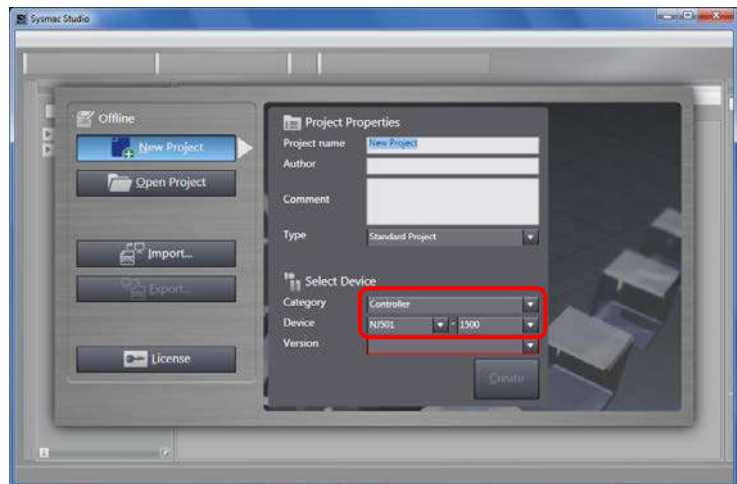 Sysmac Studio
Offline
New Project
Open Project
Import...
Export...
License
Project Properties
Project name New Project
Author
Comment
Type Standard Project
Select Device
Category Controller
Device NJ501 - 1500
Version
Create